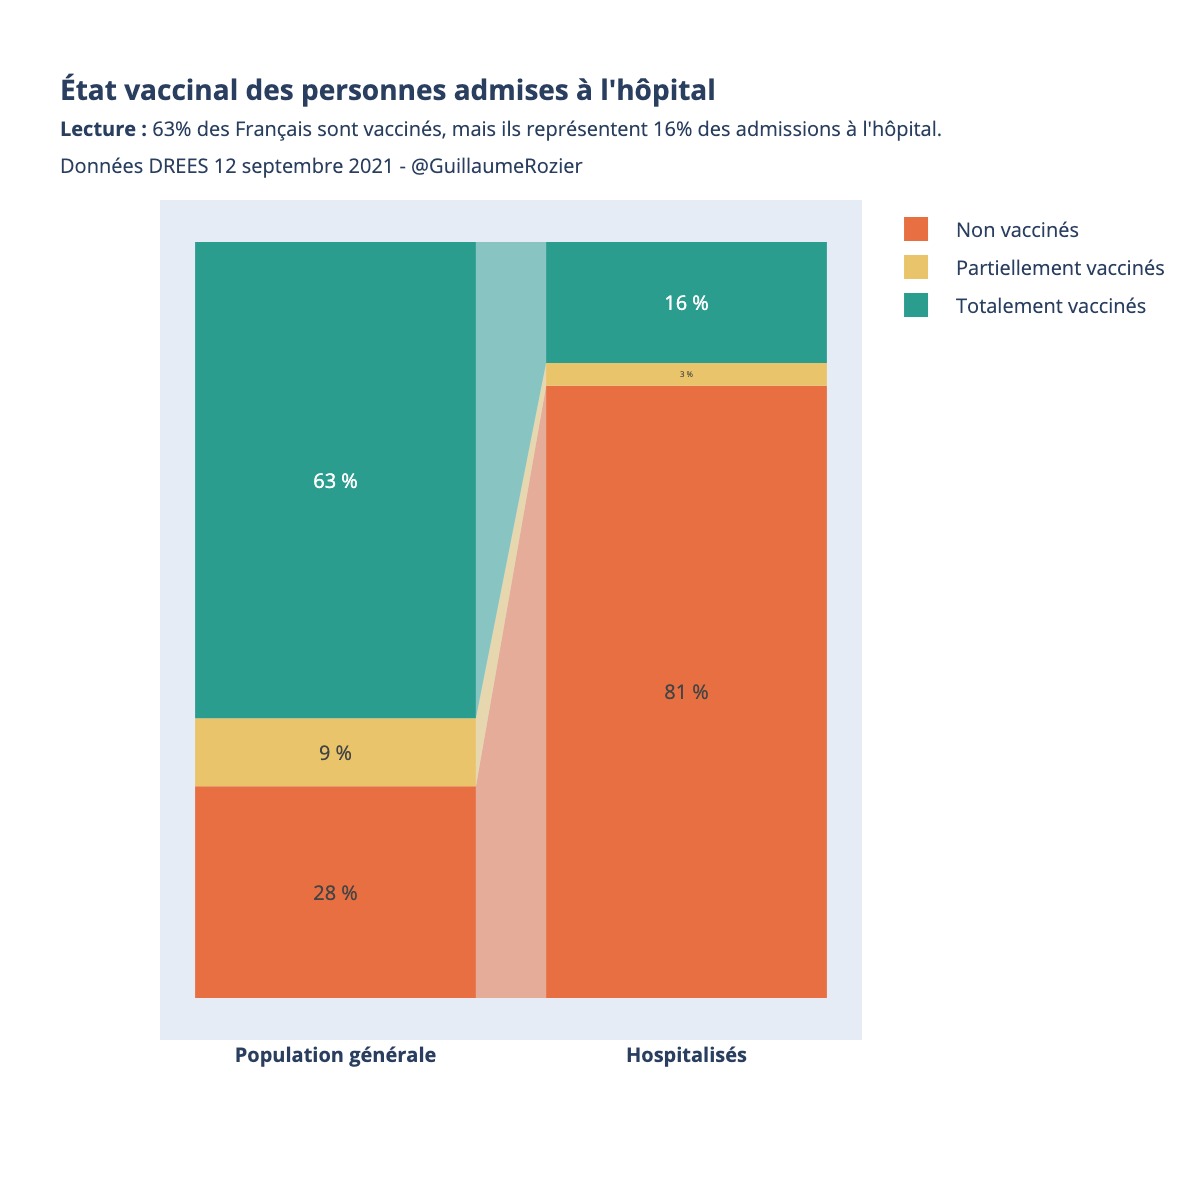 État vaccinal des personnes admises à l'hôpital
Lecture : 63% des Français sont vaccinés, mais ils représentent 16% des admissions à l'hôpital.
Données DREES 12 septembre 2021 - @GuillaumeRozier
Non vaccinés
Partiellement vaccinés
Totalement vaccinés
16 %
3 %
63 %
81 %
9 %
28 %
Population générale
Hospitalisés